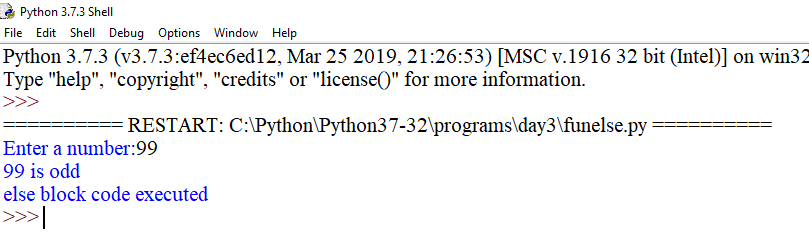 Python 3.7.3 Shell
File Edit Shell Debug Options Window Help
Python 3.7.3 (v3.7.3:ef4ec6ed12, Mar 25 2019, 21:26:53) [MSC v.1916 32 bit (Intel)] on win32
Type "help", "copyright", "credits" or "license()" for more information.
>>>
========== RESTART: C:\Python\Python37-32\programs\day3\funelse.py ==========
Enter a number:99
99 is odd
else block code executed
>>>